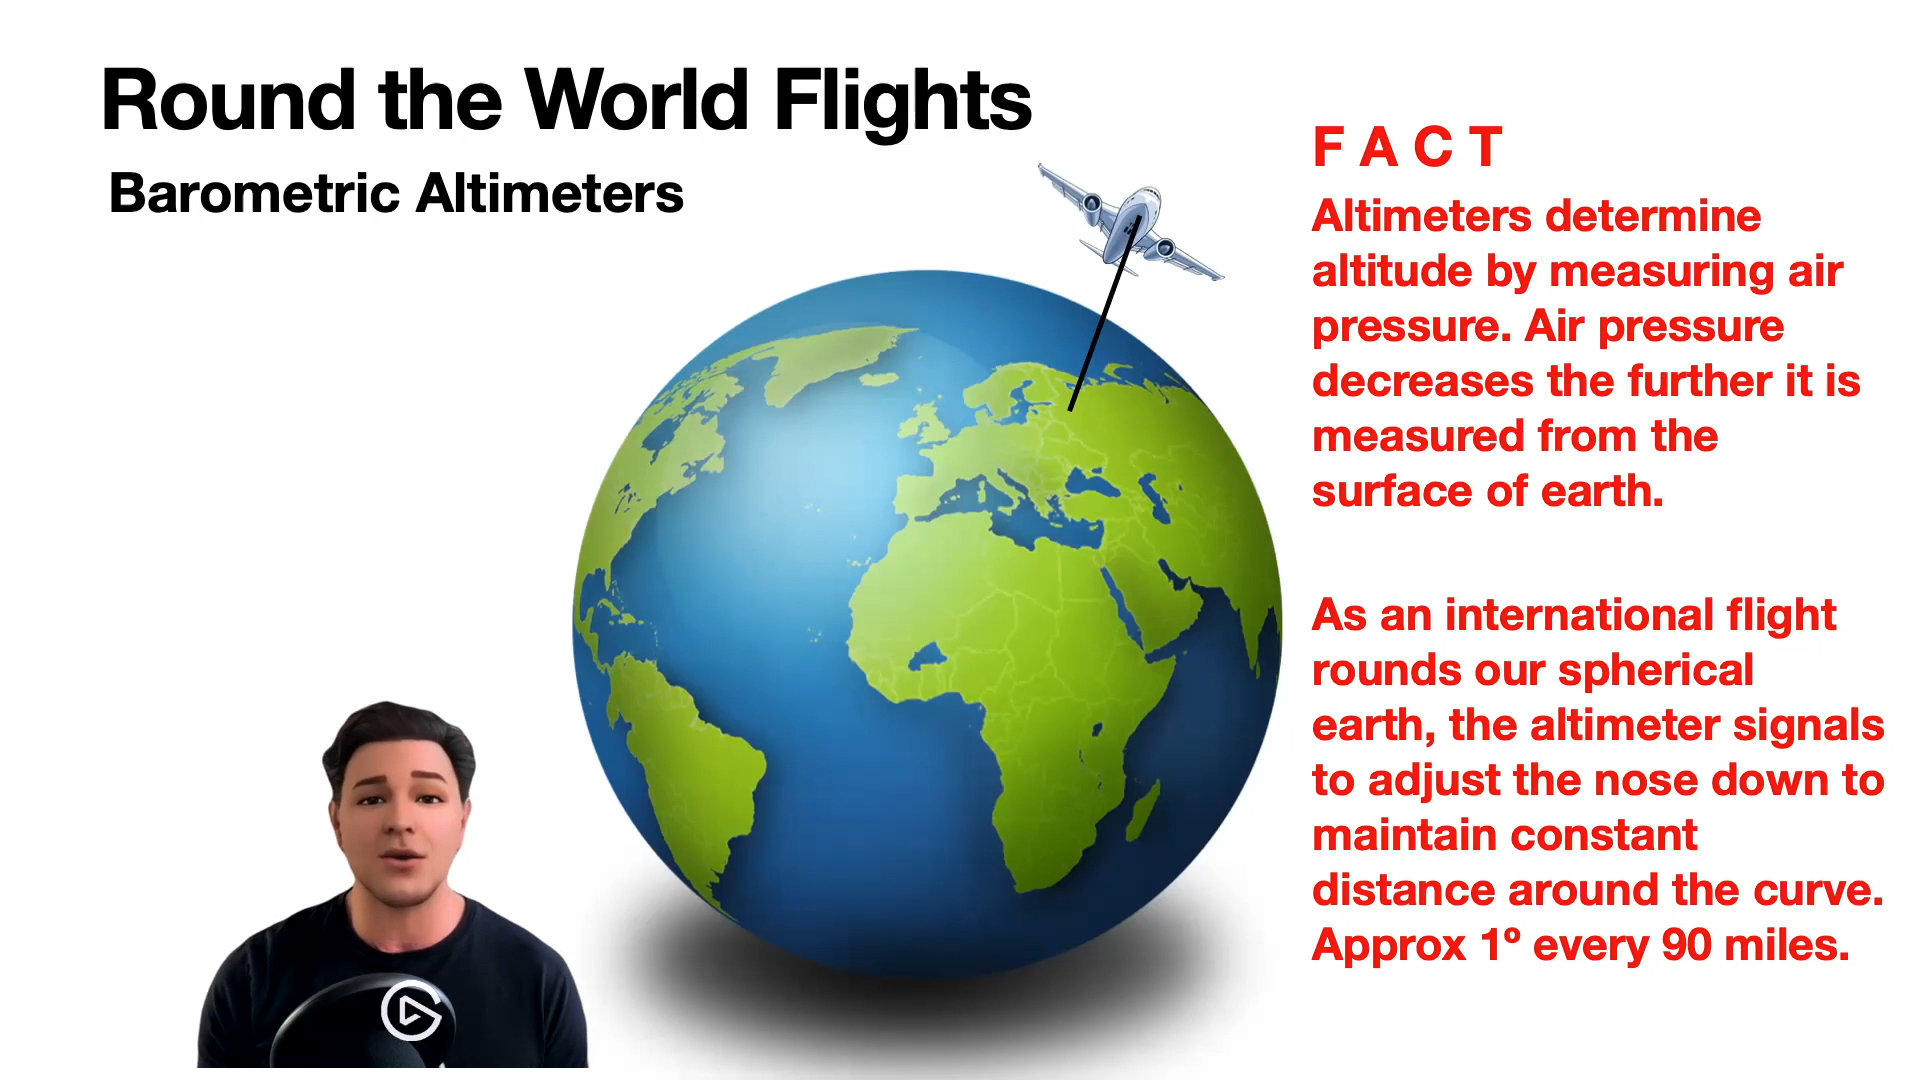 Round the World Flights
Barometric Altimeters
F A C T
Altimeters determine
altitude by measuring air
pressure. Air pressure
decreases the further it is
measured from the
surface of earth.
As an international flight
rounds our spherical
earth, the altimeter signals
to adjust the nose down to
maintain constant
distance around the curve.
Approx 1º every 90 miles.